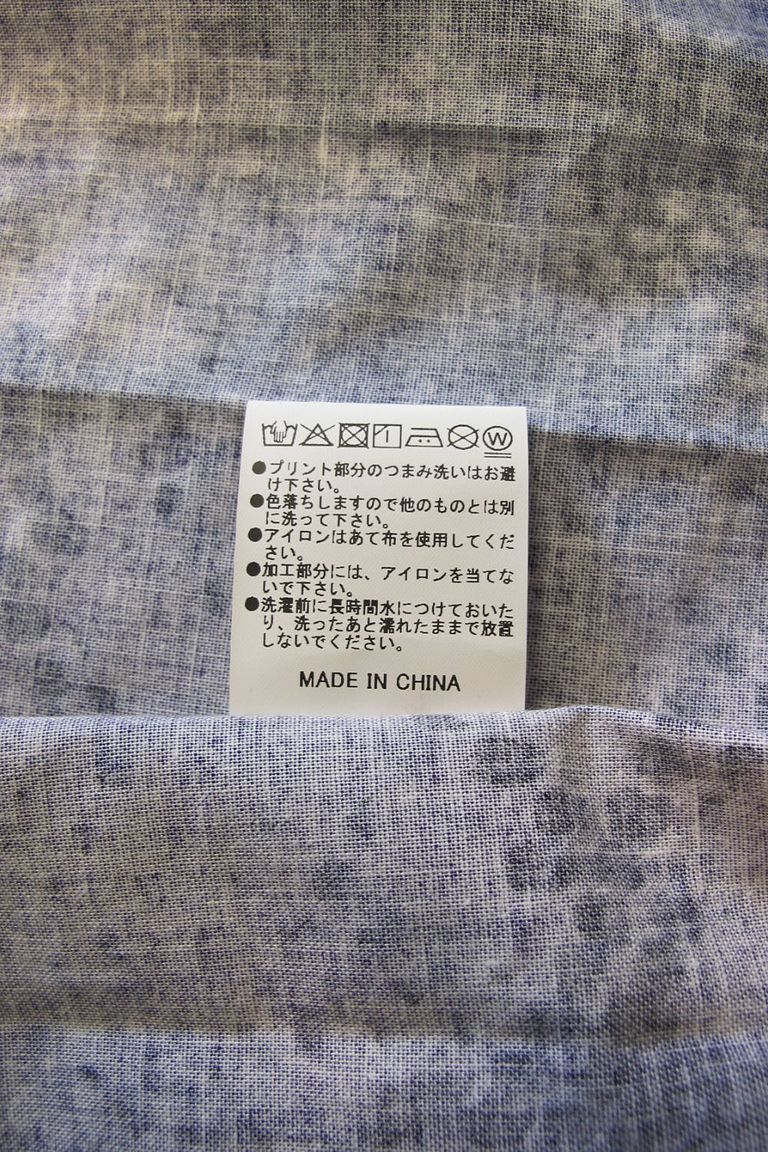 ●プリント部分のつまみ洗いはお避
け下さい。
●色落ちしますので他のものとは別
に洗って下さい。
●アイロンはあて布を使用してくだ
さい。
●加工部分には、アイロンを当てな
いで下さい。
●洗濯前に長時間水につけておいた
り、洗ったあと濡れたままで放置
しないでください。
MADE IN CHINA